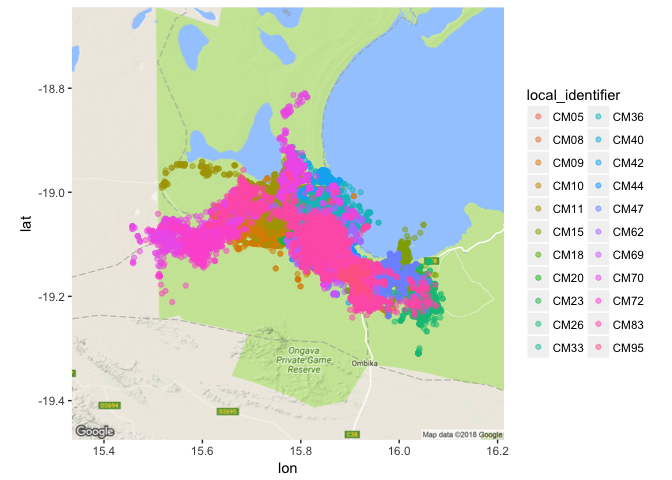 lat
-18.8
-19.0
-19.2
-19.4
Ongava
Private Game
Reserve
Ombika
D2694
D2695
C38
Google
Map data ©2018 Google
15.4 15.6 15.8 16.0 16.2
lon
local_identifier
CM05 CM36
CM08 CM40
CM09 CM42
CM10 CM44
CM11 CM47
CM15 CM62
CM18 CM69
CM20 CM70
CM23 CM72
CM26 CM83
CM33 CM95